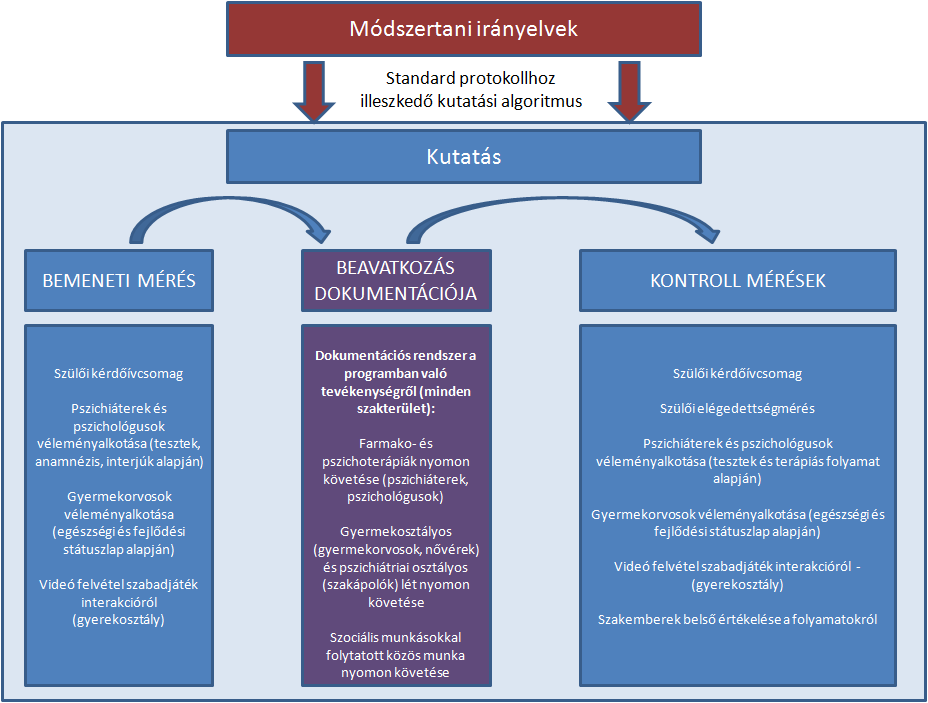 Módszertani irányelvek
Standard protokollhoz
illeszkedő kutatási algoritmus
Kutatás
BEMENETI MÉRÉS
BEAVATKOZÁS
DOKUMENTÁCIÓJA
KONTROLL MÉRÉSEK
Szülői kérdőívcsomag
Pszichiáterek és
pszichológusok
véleményalkotása (tesztek,
anamnézis, interjúk alapján)
Gyermekorvosok
véleményalkotása
(egészségi és fejlődési
státuszlap alapján)
Videó felvétel szabadjáték
interakcióról
(gyerekosztály)
Dokumentációs rendszer a
programban való
tevékenységről (minden
szakterület):
Farmako- és
pszichoterápiák nyomon
követése (pszichiáterek,
pszichológusok)
Gyermekosztályos
(gyermekorvosok, nővérek)
és pszichiátriai osztályos
(szakápolók) lét nyomon
követése
Szociális munkásokkal
folytatott közös munka
nyomon követése
Szülői kérdőívcsomag
Szülői elégedettségmérés
Pszichiáterek és pszichológusok
véleményalkotása (tesztek és terápiás folyamat
alapján)
Gyermekorvosok véleményalkotása (egészségi és
fejlődési státuszlap alapján)
Videó felvétel szabadjáték interakcióról -
(gyerekosztály)
Szakemberek belső értékelése a folyamatokról